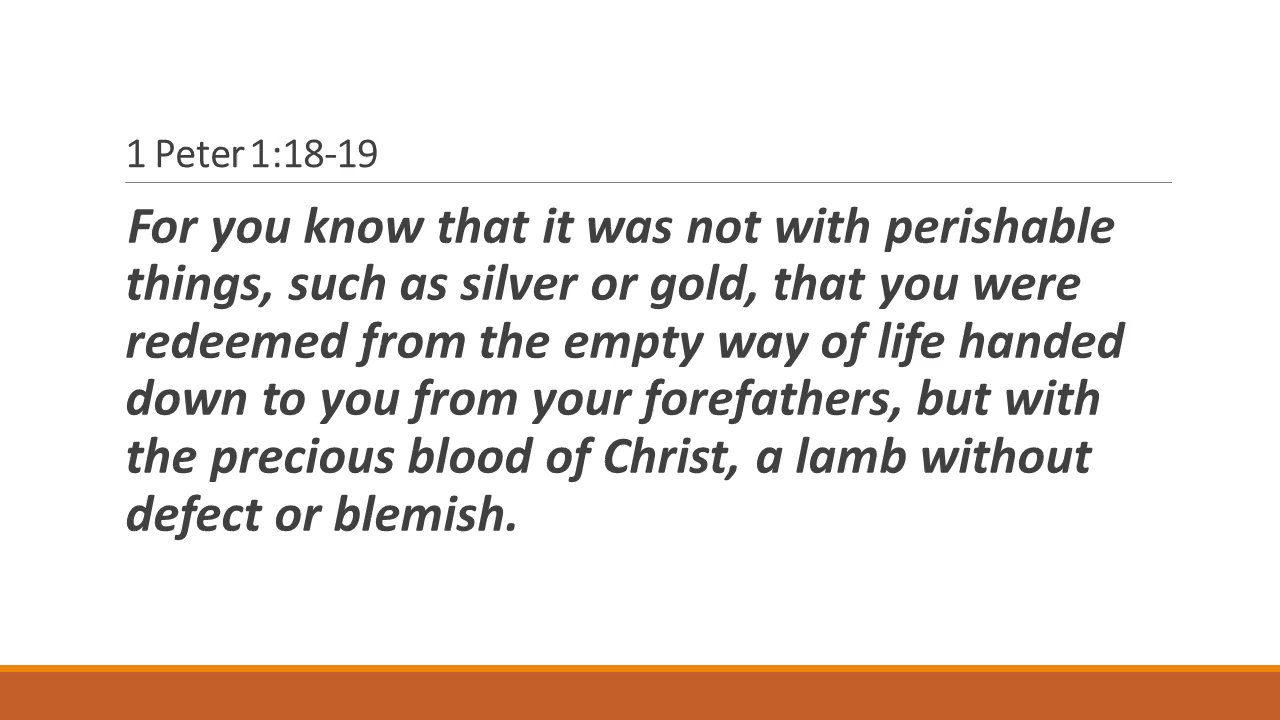 1 Peter 1:18-19
For you know that it was not with perishable
things, such as silver or gold, that you were
redeemed from the empty way of life handed
down to you from your forefathers, but with
the precious blood of Christ, a lamb without
defect or blemish.